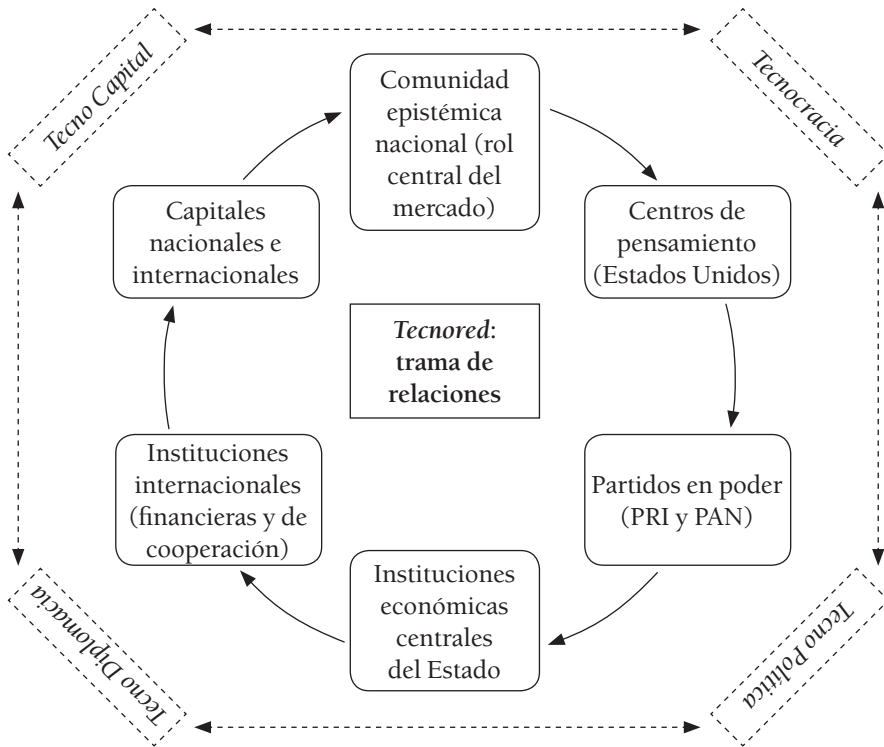 Tecno Capital
Tecnocracia
Comunidad
epistémica
nacional (rol
central del
mercado)
Capitales
nacionales e
internacionales
Centros de
pensamiento
(Estados Unidos)
Tecnored:
trama de
relaciones
Instituciones
internacionales
(financieras y de
cooperación)
Partidos en poder
(PRI y PAN)
Instituciones
económicas
centrales
del Estado
Tecno Diplomacia
Tecno Política